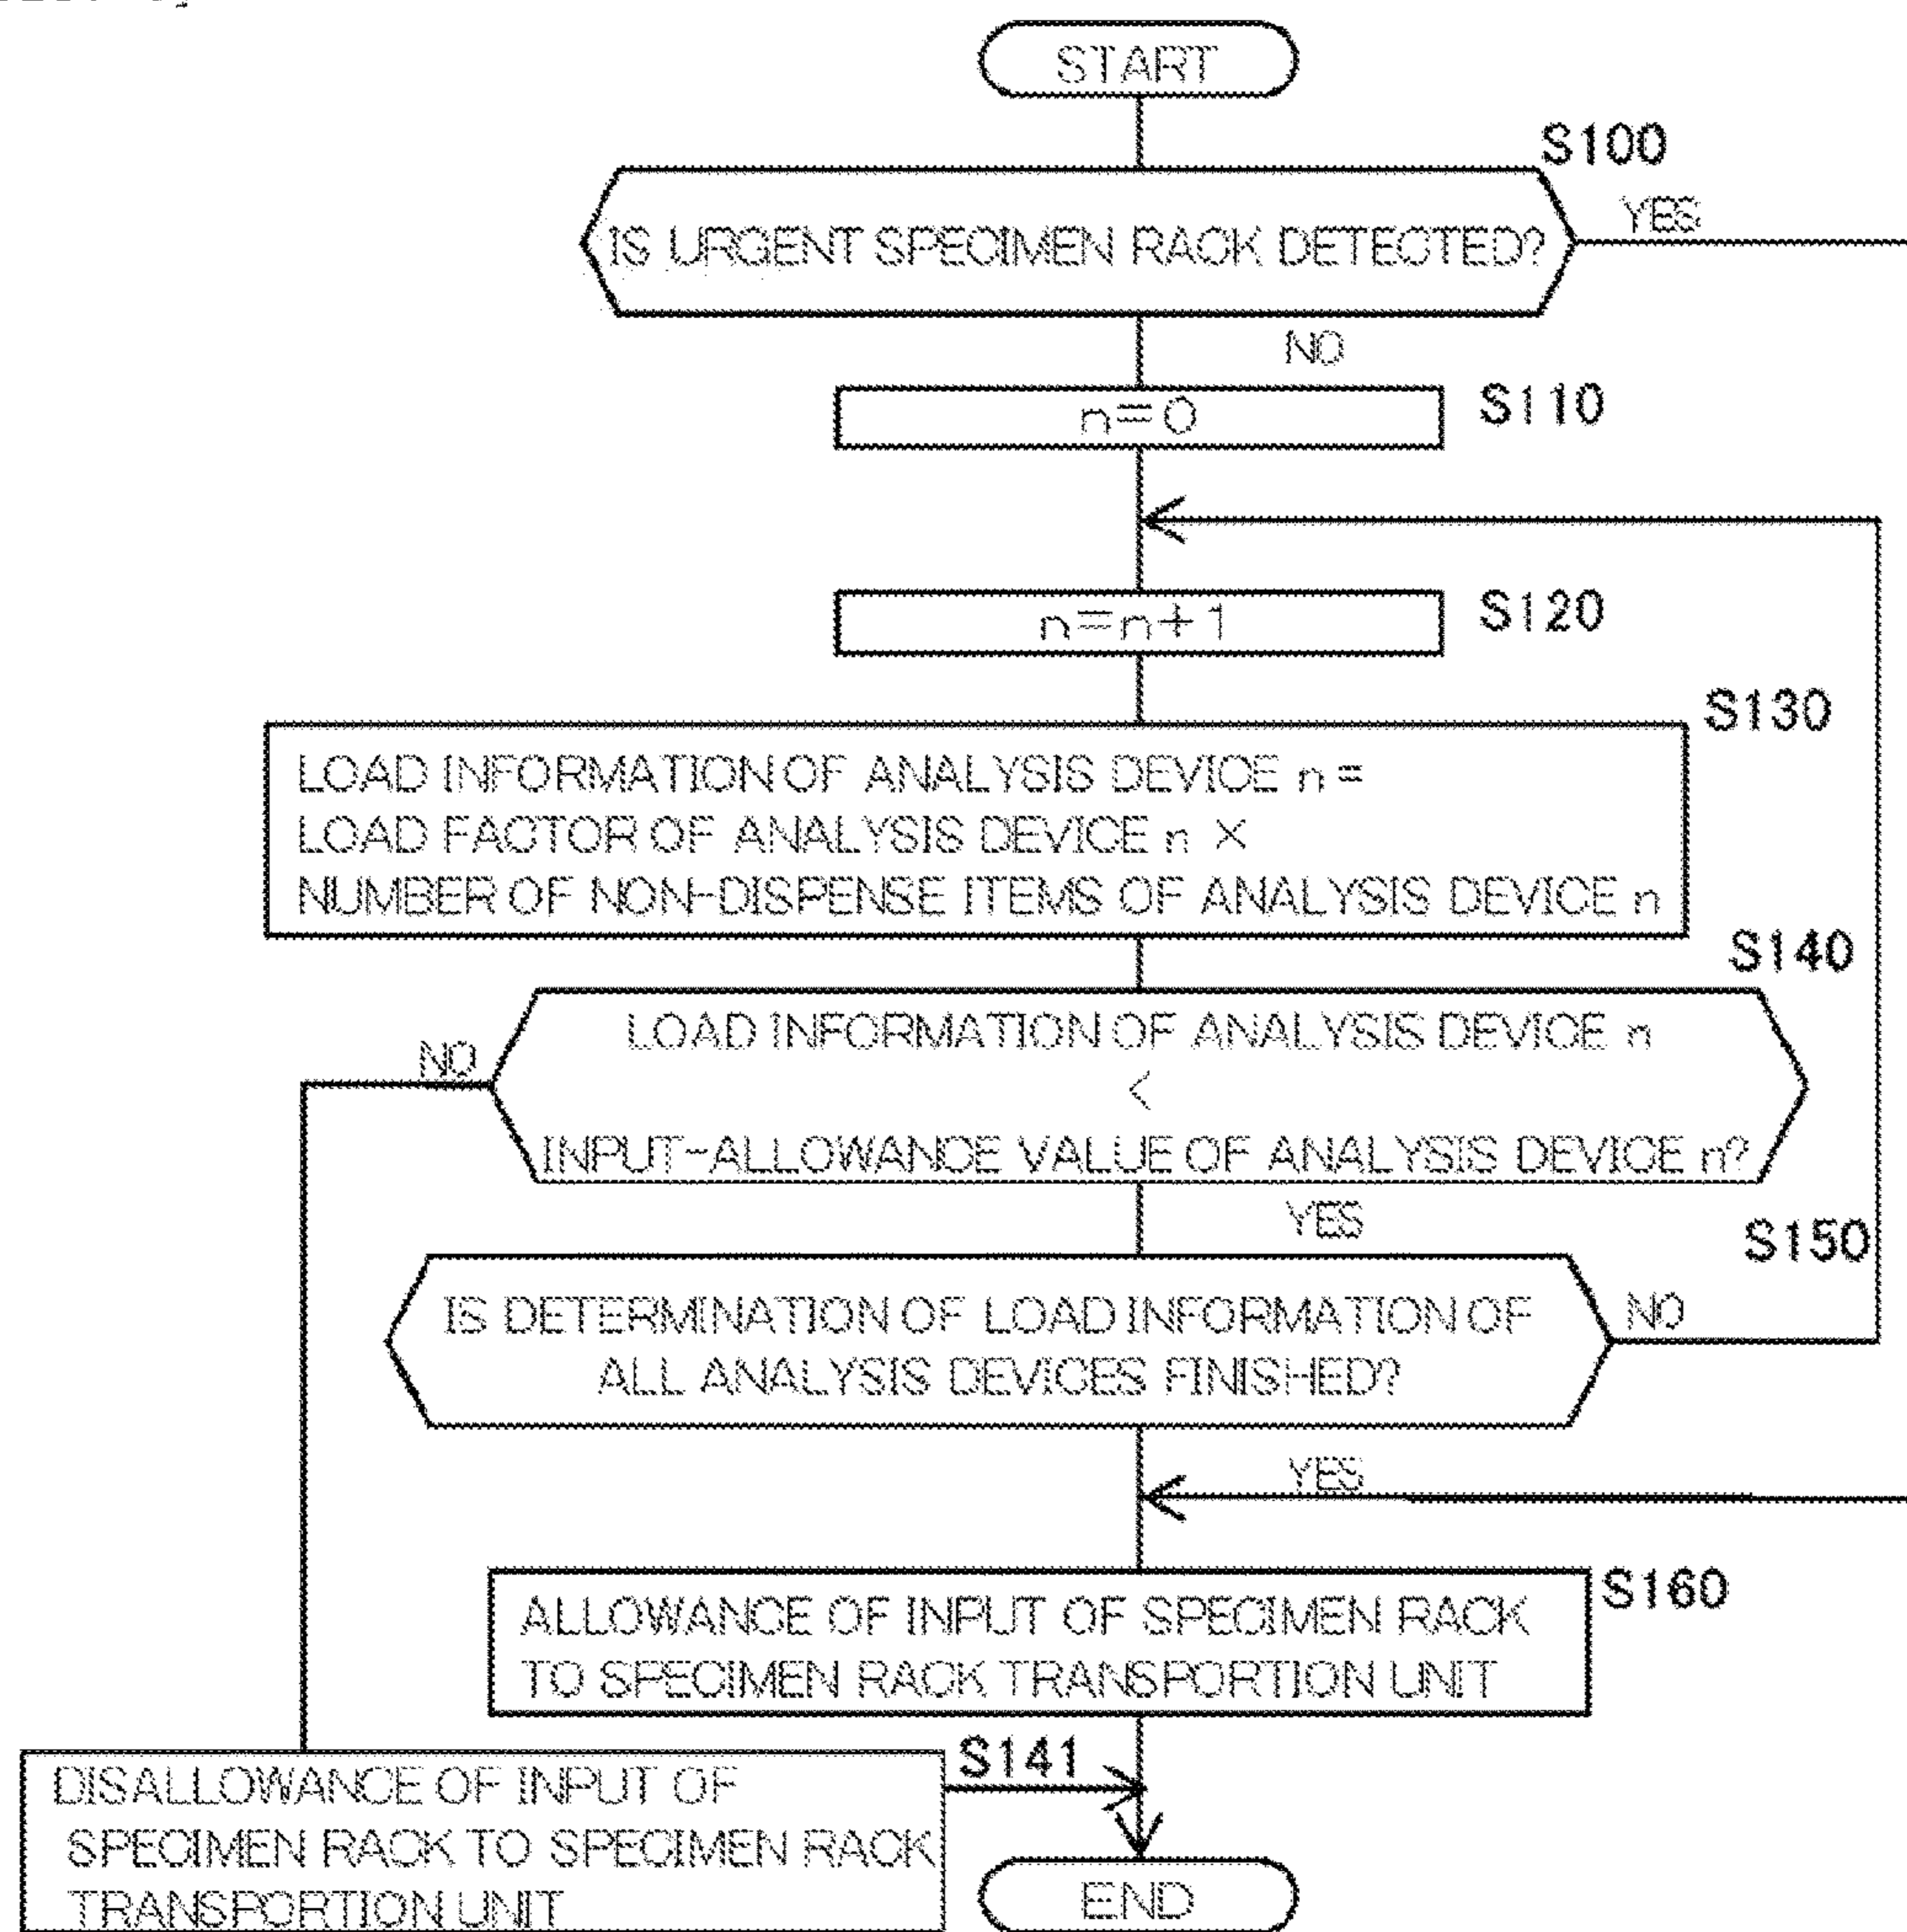 START
S100
IS URGENT SPECIMEN RACK DETECTED?
YES
NO
n=0
S110
n=n+1
S120
S130
LOAD INFORMATION OF ANALYSIS DEVICE n =
LOAD FACTOR OF ANALYSIS DEVICE n ×
NUMBER OF NON-DISPENSE ITEMS OF ANALYSIS DEVICE n
S140
NO
LOAD INFORMATION OF ANALYSIS DEVICE n
<
INPUT-ALLOWANCE VALUE OF ANALYSIS DEVICE n?
YES
S150
IS DETERMINATION OF LOAD INFORMATION OF
ALL ANALYSIS DEVICES FINISHED?
NO
YES
S160
ALLOWANCE OF INPUT OF SPECIMEN RACK
TO SPECIMEN RACK TRANSPORTION UNIT
S141
DISALLOWANCE OF INPUT OF
SPECIMEN RACK TO SPECIMEN RACK
TRANSPORTION UNIT
END